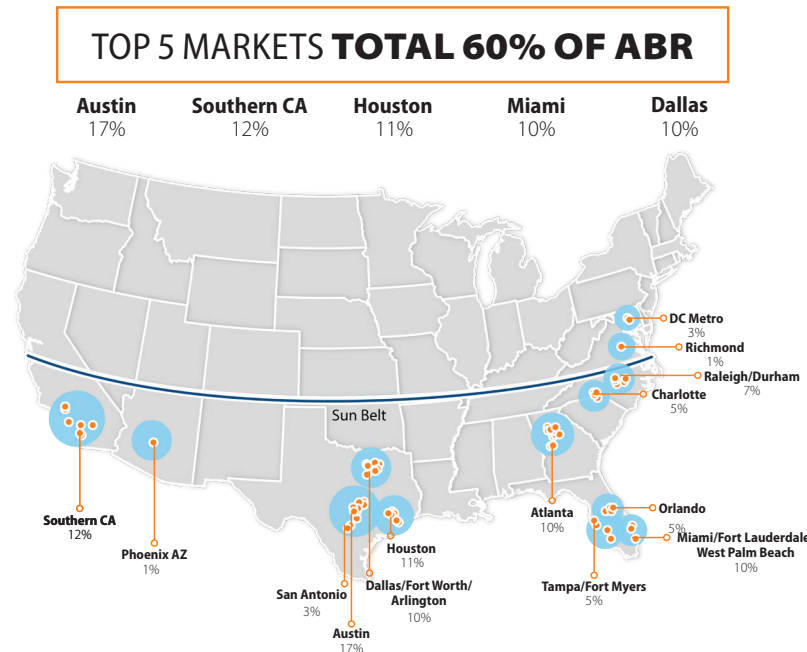 TOP 5 MARKETS TOTAL 60% OF ABR
Austin
17%
Southern CA
12%
Houston
11%
Miami
10%
Dallas
10%
DC Metro
3%
Richmond
1%
Raleigh/Durham
7%
Charlotte
5%
Sun Belt
Southern CA
12%
Phoenix AZ
1%
Atlanta
10%
Orlando
5%
Miami/Fort Lauderdale
West Palm Beach
10%
Houston
11%
Dallas/Fort Worth/
Arlington
10%
San Antonio
3%
Tampa/Fort Myers
5%
Austin
17%